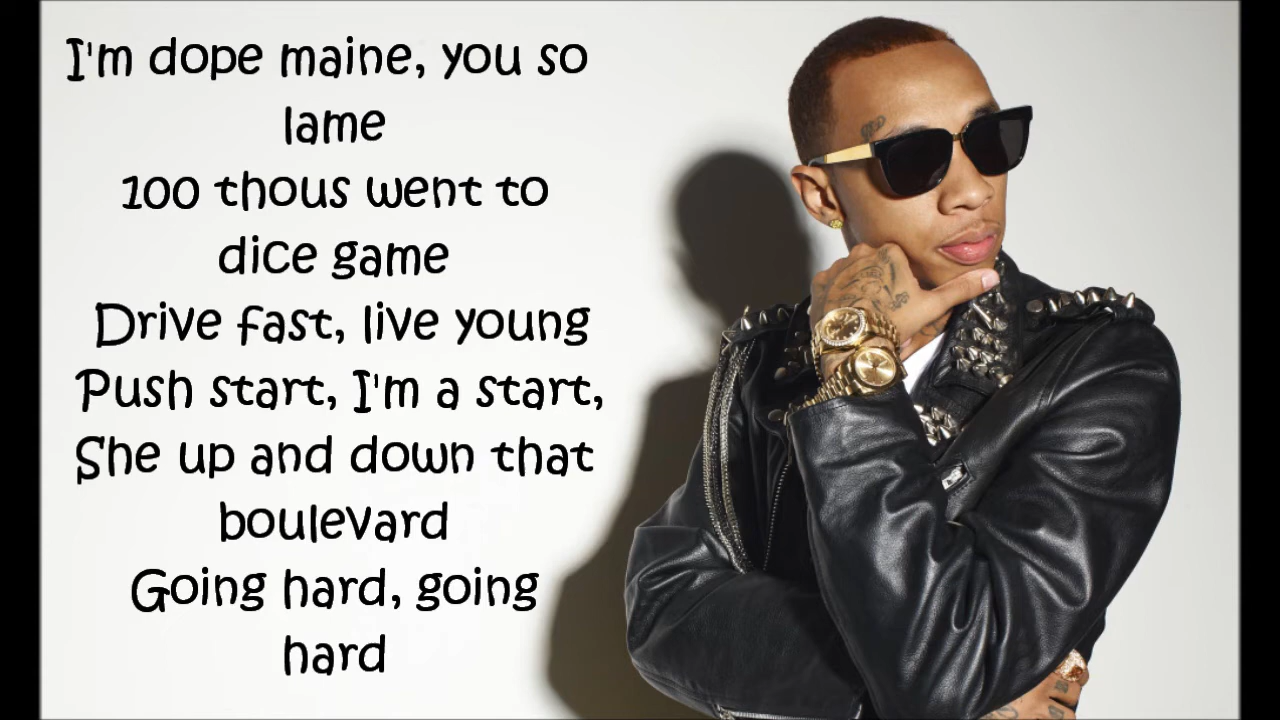 I'm dope maine, you so
lame
100 thous went to
dice game
Drive fast, live young
Push start, I'm a start,
She up and down that
boulevard
Going hard, going
hard